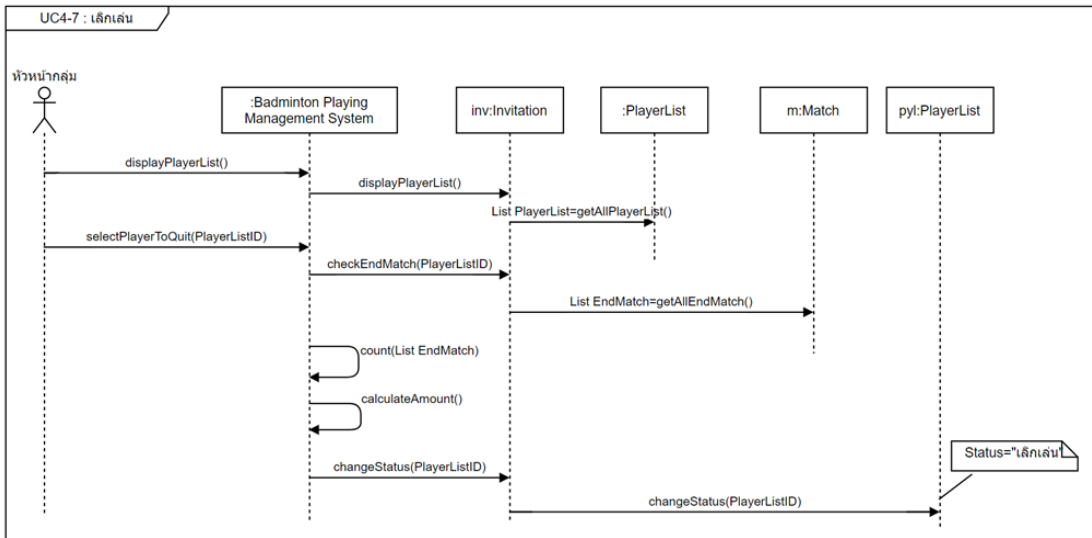 UC4-7 : เลิกเล่น
หัวหน้ากลุ่ม
:Badminton Playing
Management System
inv:Invitation
:PlayerList
m:Match
pyl:PlayerList
displayPlayerList()
displayPlayerList()
List PlayerList=getAllPlayerList()
selectPlayerToQuit(PlayerListID)
checkEndMatch(PlayerListID)
List EndMatch=getAllEndMatch()
count(List EndMatch)
calculateAmount()
Status="เลิกเล่น"
changeStatus(PlayerListID)
changeStatus(PlayerListID)